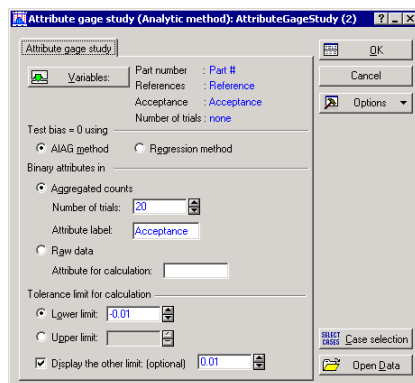 Attribute gage study (Analytic method): AttributeGageStudy (2)
Attribute gage study
Variables:
Part number : Part #
References : Reference
Acceptance : Acceptance
Number of trials : none
Test bias = 0 using
AIAG method
Regression method
Binary attributes in
Aggregated counts
Number of trials: 20
Attribute label: Acceptance
Raw data
Attribute for calculation:
Tolerance limit for calculation
Lower limit: -0.01
Upper limit:
Display the other limit: (optional) 0.01
OK
Cancel
Options
SELECT CASES Case selection
Open Data